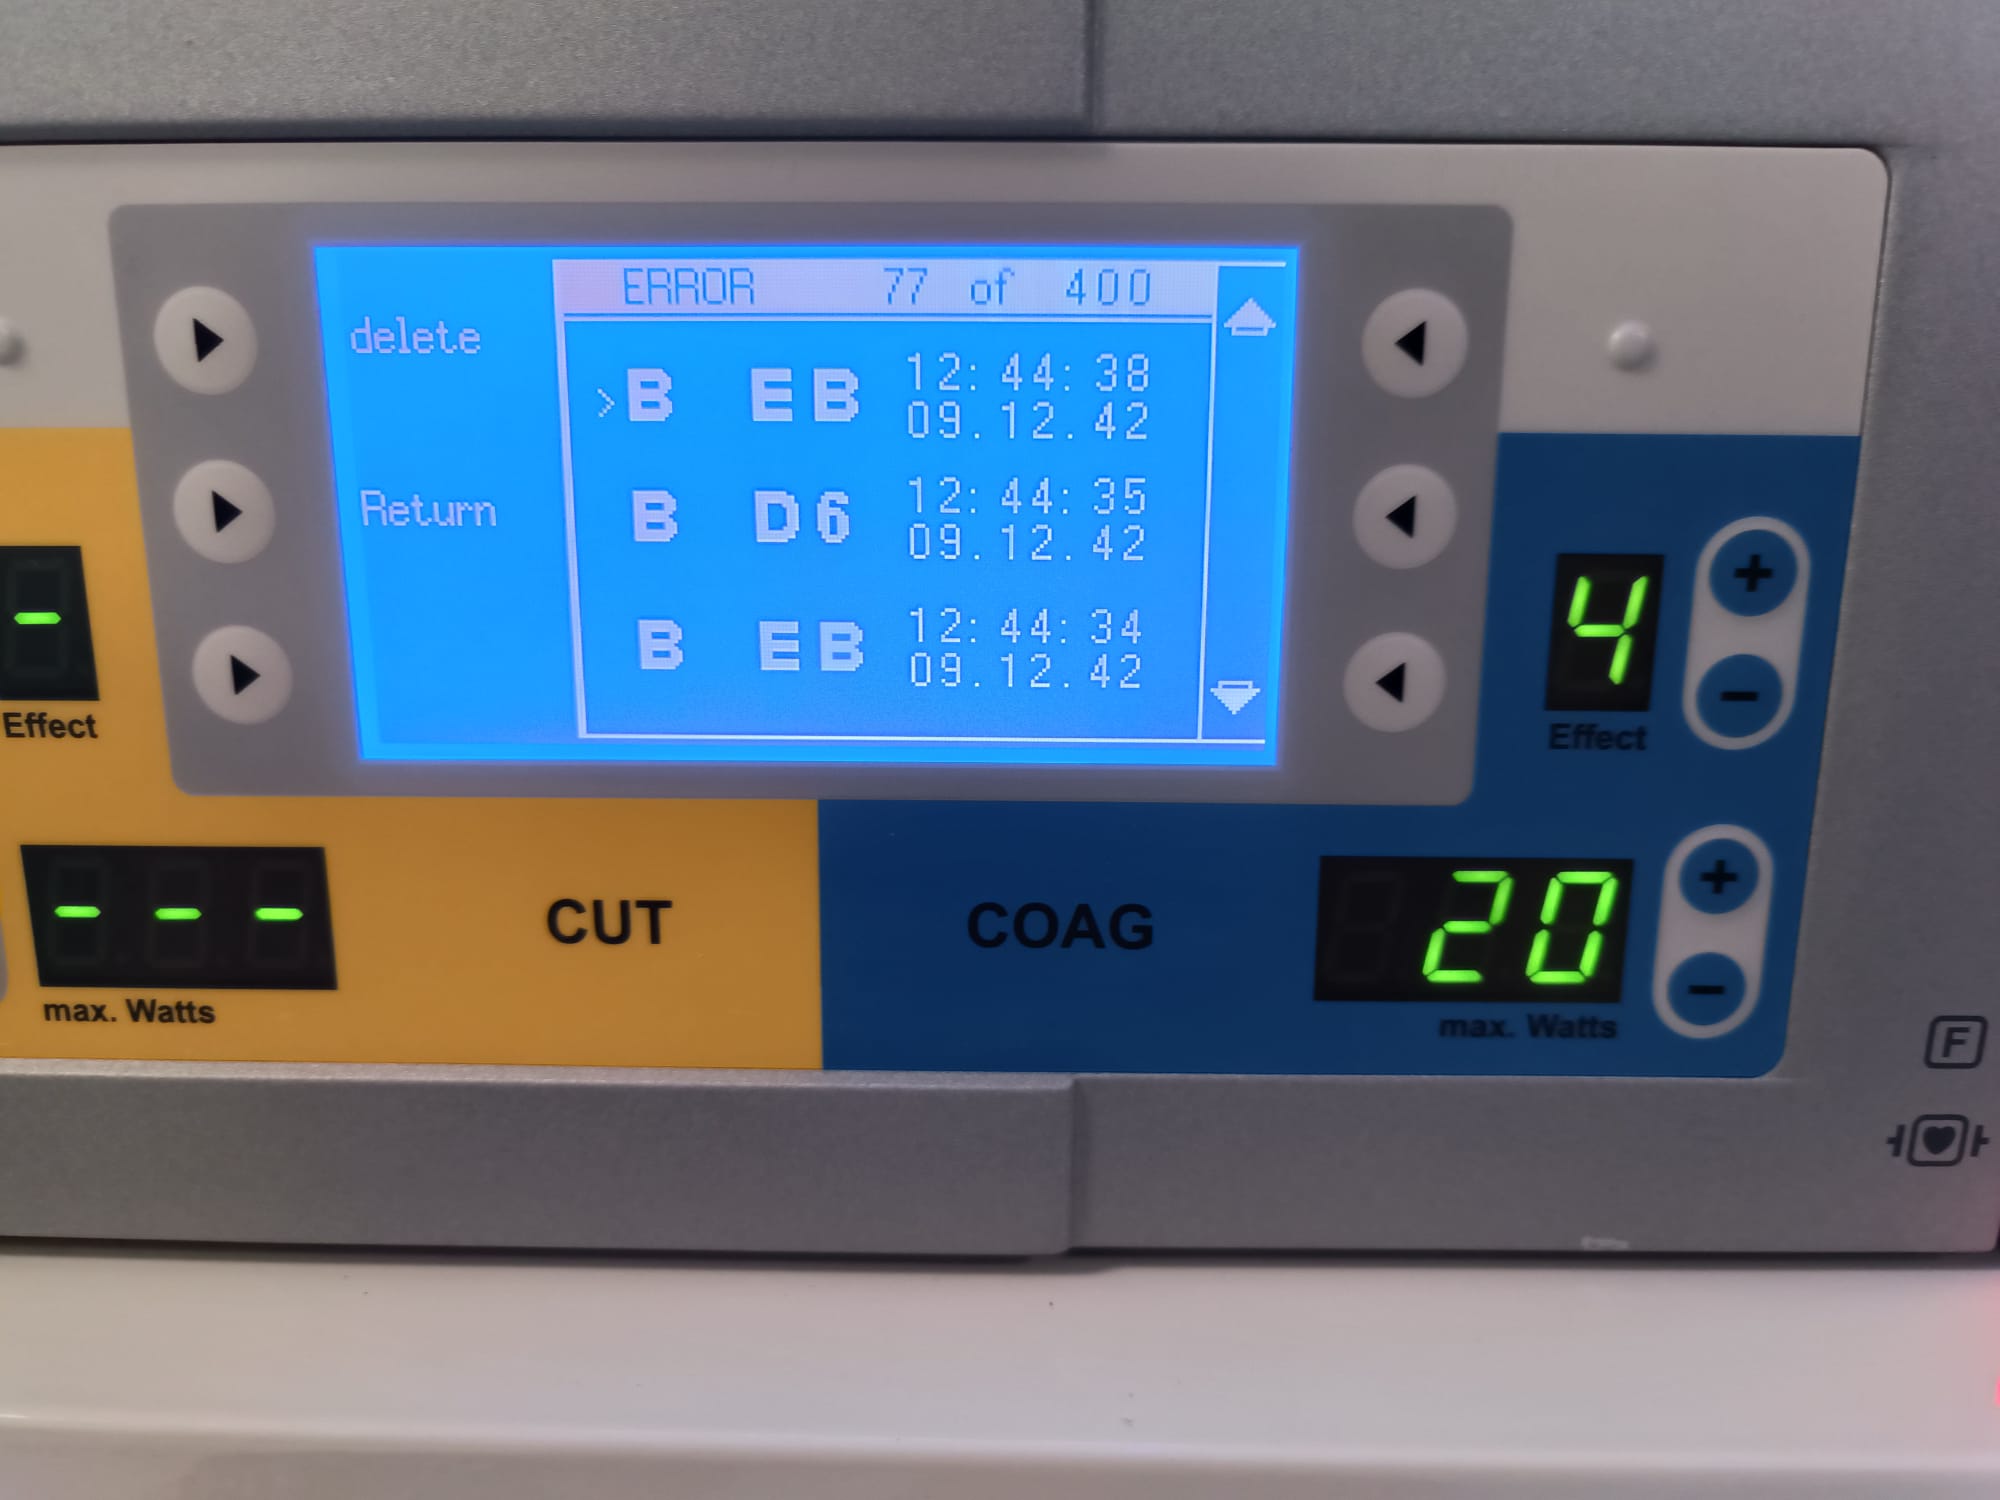 ERROR 77 of 400
delete
>B EB 12:44:38
09.12.42
Return
B D6 12:44:35
09.12.42
B EB 12:44:34
09.12.42
-
Effect
4
+
-
Effect
---
max. Watts
CUT
COAG
20
+
-
max. Watts
F